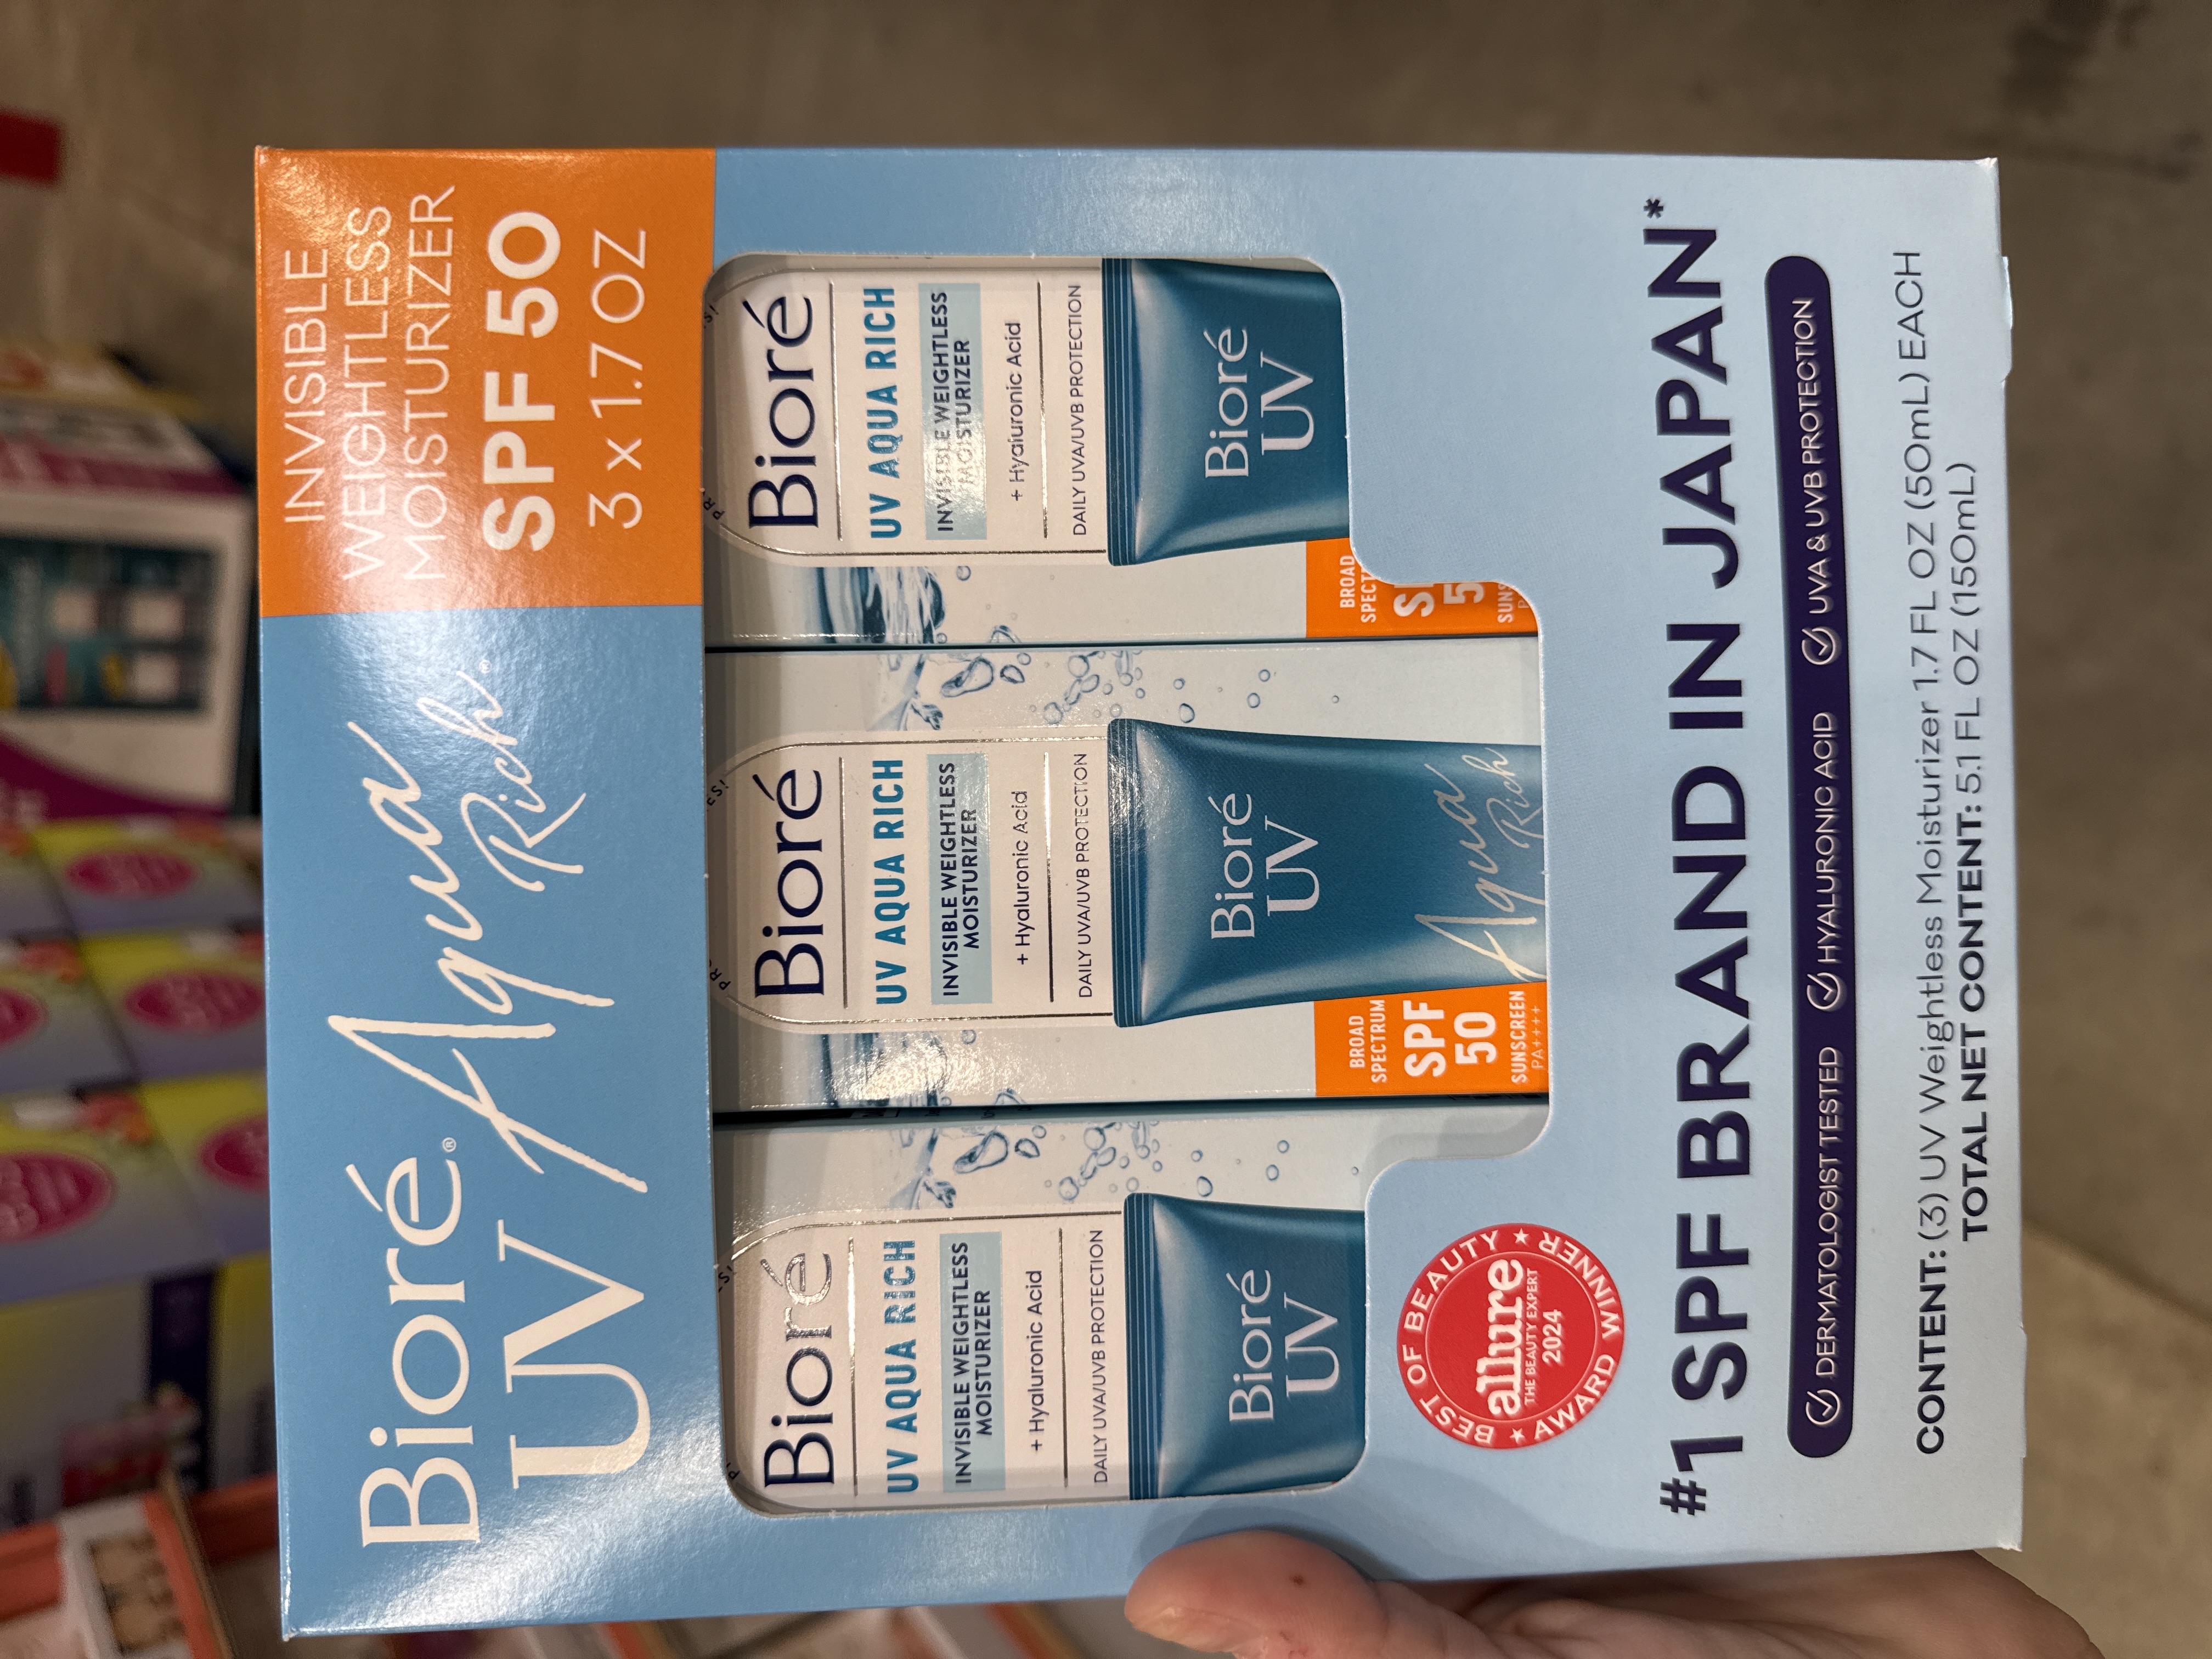 Bioré®
UV
Aqua
Rich®
INVISIBLE
WEIGHTLESS
MOISTURIZER
SPF 50
3 x 1.7 OZ
Bioré
UV AQUA RICH
INVISIBLE WEIGHTLESS
MOISTURIZER
+ Hyaluronic Acid
DAILY UVA/UVB PROTECTION
Bioré
UV
Bioré
UV AQUA RICH
INVISIBLE WEIGHTLESS
MOISTURIZER
+ Hyaluronic Acid
DAILY UVA/UVB PROTECTION
Bioré
UV
Aqua
Rich
BROAD
SPECTRUM
SPF
50
SUNSCREEN
PA++++
Bioré
UV AQUA RICH
INVISIBLE WEIGHTLESS
MOISTURIZER
+ Hyaluronic Acid
DAILY UVA/UVB PROTECTION
Bioré
UV
BROAD
BEST OF BEAUTY
allure
THE BEAUTY EXPERT
2024
AWARD WINNER
#1 SPF BRAND IN JAPAN*
DERMATOLOGIST TESTED HYALURONIC ACID UVA & UVB PROTECTION
CONTENT: (3) UV Weightless Moisturizer 1.7 FL OZ (50mL) EACH
TOTAL NET CONTENT: 5.1 FL OZ (150mL)